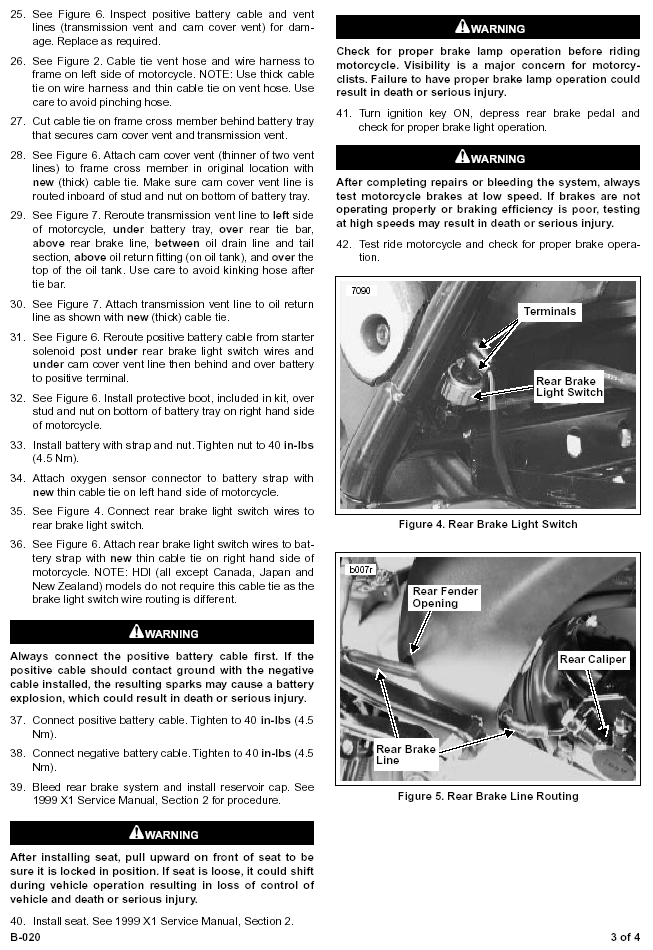 25. See Figure 6. Inspect positive battery cable and vent
lines (transmission vent and cam cover vent) for dam-
age. Replace as required.
26. See Figure 2. Cable tie vent hose and wire harness to
frame on left side of motorcycle. NOTE: Use thick cable
tie on wire harness and thin cable tie on vent hose. Use
care to avoid pinching hose.
27. Cut cable tie on frame cross member behind battery tray
that secures cam cover vent and transmission vent.
28. See Figure 6. Attach cam cover vent (thinner of two vent
lines) to frame cross member in original location with
new (thick) cable tie. Make sure cam cover vent line is
routed inboard of stud and nut on bottom of battery tray.
29. See Figure 7. Reroute transmission vent line to left side
of motorcycle, under battery tray, over rear tie bar,
above rear brake line, between oil drain line and tail
section, above oil return fitting (on oil tank), and over the
top of the oil tank. Use care to avoid kinking hose after
tie bar.
30. See Figure 7. Attach transmission vent line to oil return
line as shown with new (thick) cable tie.
31. See Figure 6. Reroute positive battery cable from starter
solenoid post under rear brake light switch wires and
under cam cover vent line then behind and over battery
to positive terminal.
32. See Figure 6. Install protective boot, included in kit, over
stud and nut on bottom of battery tray on right hand side
of motorcycle.
33. Install battery with strap and nut. Tighten nut to 40 in-lbs
(4.5 Nm).
34. Attach oxygen sensor connector to battery strap with
new thin cable tie on left hand side of motorcycle.
35. See Figure 4. Connect rear brake light switch wires to
rear brake light switch.
36. See Figure 6. Attach rear brake light switch wires to bat-
tery strap with new thin cable tie on right hand side of
motorcycle. NOTE: HDI (all except Canada, Japan and
New Zealand) models do not require this cable tie as the
brake light switch wire routing is different.
WARNING
Always connect the positive battery cable first. If the
positive cable should contact ground with the negative
cable installed, the resulting sparks may cause a battery
explosion, which could result in death or serious injury.
37. Connect positive battery cable. Tighten to 40 in-lbs (4.5
Nm).
38. Connect negative battery cable. Tighten to 40 in-lbs (4.5
Nm).
39. Bleed rear brake system and install reservoir cap. See
1999 X1 Service Manual, Section 2 for procedure.
WARNING
After installing seat, pull upward on front of seat to be
sure it is locked in position. If seat is loose, it could shift
during vehicle operation resulting in loss of control of
vehicle and death or serious injury.
40. Install seat. See 1999 X1 Service Manual, Section 2.
WARNING
Check for proper brake lamp operation before riding
motorcycle. Visibility is a major concern for motorcy-
clists. Failure to have proper brake lamp operation could
result in death or serious injury.
41. Turn ignition key ON, depress rear brake pedal and
check for proper brake light operation.
WARNING
After completing repairs or bleeding the system, always
test motorcycle brakes at low speed. If brakes are not
operating properly or braking efficiency is poor, testing
at high speeds may result in death or serious injury.
42. Test ride motorcycle and check for proper brake opera-
tion.
7090
Terminals
Rear Brake
Light Switch
Figure 4. Rear Brake Light Switch
b007r
Rear Fender
Opening
Rear Caliper
Rear Brake
Line
Figure 5. Rear Brake Line Routing
B-020
3 of 4